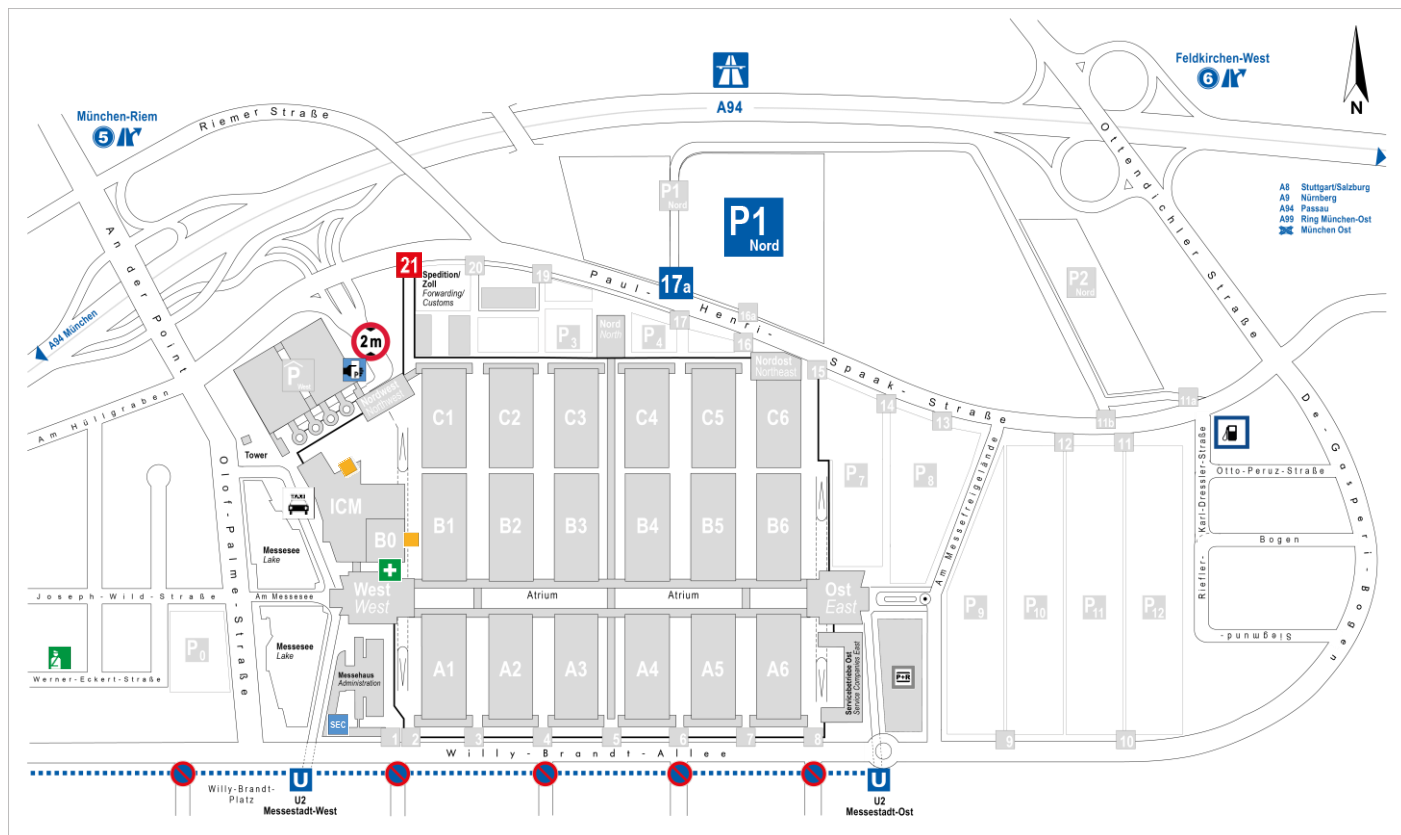 Feldkirchen-West
6
A94
N
München-Riem
5
Riemer Straße
Ottendichler Straße
A8 Stuttgart/Salzburg
A9 Nürnberg
A94 Passau
A99 Ring München-Ost
München Ost
P1
Nord
P1
Nord
An der Point
21
Spedition/
Zoll
Forwarding/
Customs
20
19
Paul-Henri-Spaak-Straße
17a
16a
17
16
P2
Nord
A94 München
2m
P
West
Nordwest
Northwest
P3
Nord
North
P4
Nordost
Northeast
15
14
13
12
11b
11
11a
Am Hüllgraben
Tower
C1
C2
C3
C4
C5
C6
P7
P8
Karl-Dressler-Straße
Otto-Peruz-Straße
De-Gasperi-Bogen
Olof-Palme-Straße
TAXI
ICM
B0
B1
B2
B3
B4
B5
B6
Am Messefreigelände
Bogen
Riefler-
Messesee
Lake
West
West
Atrium
Atrium
Ost
East
Joseph-Wild-Straße
Am Messesee
P9
P10
P11
P12
Siegmund-
P0
Messesee
Lake
Werner-Eckert-Straße
Messehaus
Administration
A1
A2
A3
A4
A5
A6
Servicebetriebe Ost
Service Companies East
P+R
SEC
1
2
3
4
5
6
7
8
9
10
Willy-Brandt-Allee
Willy-Brandt-
Platz
U
U2
Messestadt-West
U
U2
Messestadt-Ost